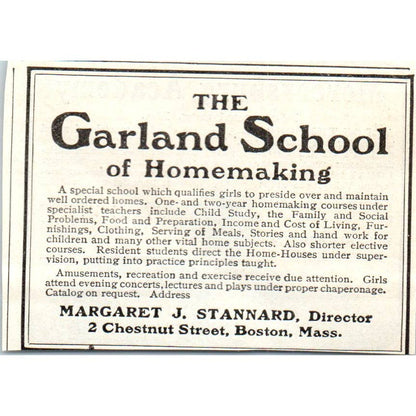 THE
Garland School
of Homemaking
A special school which qualifies girls to preside over and maintain
well ordered homes. One- and two-year homemaking courses under
specialist teachers include Child Study, the Family and Social
Problems, Food and Preparation, Income and Cost of Living, Fur-
nishings, Clothing, Serving of Meals, Stories and hand work for
children and many other vital home subjects. Also shorter elective
courses. Resident students direct the Home-Houses under super-
vision, putting into practice principles taught.
Amusements, recreation and exercise receive due attention. Girls
attend evening concerts, lectures and plays under proper chaperonage.
Catalog on request. Address
MARGARET J. STANNARD, Director
2 Chestnut Street, Boston, Mass.